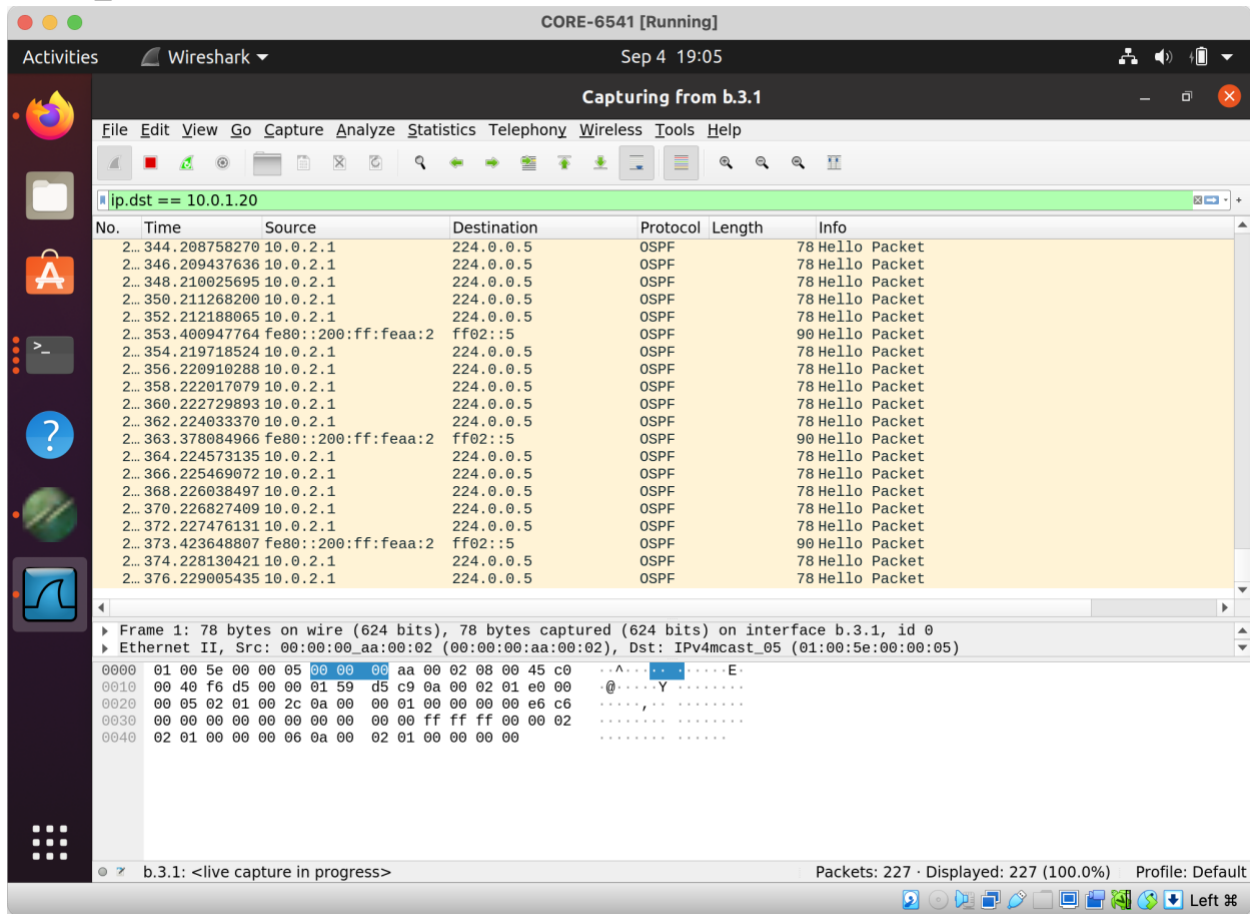 CORE-6541 [Running]
Activities Wireshark Sep 4 19:05
Capturing from b.3.1
File Edit View Go Capture Analyze Statistics Telephony Wireless Tools Help
ip.dst == 10.0.1.20
No. Time Source Destination Protocol Length Info
2… 344.208758270 10.0.2.1 224.0.0.5 OSPF 78 Hello Packet
2… 346.209437636 10.0.2.1 224.0.0.5 OSPF 78 Hello Packet
2… 348.210025695 10.0.2.1 224.0.0.5 OSPF 78 Hello Packet
2… 350.211268200 10.0.2.1 224.0.0.5 OSPF 78 Hello Packet
2… 352.212188065 10.0.2.1 224.0.0.5 OSPF 78 Hello Packet
2… 353.400947764 fe80::200:ff:feaa:2 ff02::5 OSPF 90 Hello Packet
2… 354.219718524 10.0.2.1 224.0.0.5 OSPF 78 Hello Packet
2… 356.220910288 10.0.2.1 224.0.0.5 OSPF 78 Hello Packet
2… 358.222017079 10.0.2.1 224.0.0.5 OSPF 78 Hello Packet
2… 360.222729893 10.0.2.1 224.0.0.5 OSPF 78 Hello Packet
2… 362.224033370 10.0.2.1 224.0.0.5 OSPF 78 Hello Packet
2… 363.378084966 fe80::200:ff:feaa:2 ff02::5 OSPF 90 Hello Packet
2… 364.224573135 10.0.2.1 224.0.0.5 OSPF 78 Hello Packet
2… 366.225469072 10.0.2.1 224.0.0.5 OSPF 78 Hello Packet
2… 368.226038497 10.0.2.1 224.0.0.5 OSPF 78 Hello Packet
2… 370.226827409 10.0.2.1 224.0.0.5 OSPF 78 Hello Packet
2… 372.227476131 10.0.2.1 224.0.0.5 OSPF 78 Hello Packet
2… 373.423648807 fe80::200:ff:feaa:2 ff02::5 OSPF 90 Hello Packet
2… 374.228130421 10.0.2.1 224.0.0.5 OSPF 78 Hello Packet
2… 376.229005435 10.0.2.1 224.0.0.5 OSPF 78 Hello Packet
Frame 1: 78 bytes on wire (624 bits), 78 bytes captured (624 bits) on interface b.3.1, id 0
Ethernet II, Src: 00:00:00_aa:00:02 (00:00:00:aa:00:02), Dst: IPv4mcast_05 (01:00:5e:00:00:05)
0000 01 00 5e 00 00 05 00 00 00 aa 00 02 08 00 45 c0 ··^··· ·· ······E·
0010 00 40 f6 d5 00 00 01 59 d5 c9 0a 00 02 01 e0 00 ·@·····Y ········
0020 00 05 02 01 00 2c 0a 00 00 01 00 00 00 00 e6 c6 ·····,·· ········
0030 00 00 00 00 00 00 00 00 00 00 ff ff ff 00 00 02 ········ ········
0040 02 01 00 00 00 06 0a 00 02 01 00 00 00 00 ········ ······
b.3.1: <live capture in progress> Packets: 227 · Displayed: 227 (100.0%) Profile: Default
Left ⌘